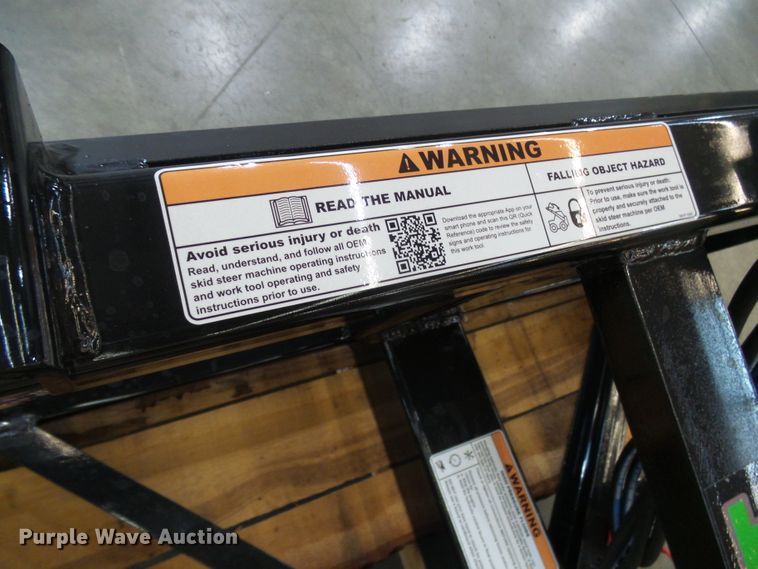 WARNING
READ THE MANUAL
Avoid serious injury or death
Read, understand, and follow all OEM
skid steer machine operating instructions
and work tool operating and safety
instructions prior to use.
Download the appropriate App on your
smart phone and scan this QR (Quick
Reference) code to review the safety
signs and operating instructions for
this work tool.
FALLING OBJECT HAZARD
To prevent serious injury or death:
Prior to use, make sure the work tool is
properly and securely attached to the
skid steer machine per OEM
instructions.
WARNING
Purple Wave Auction